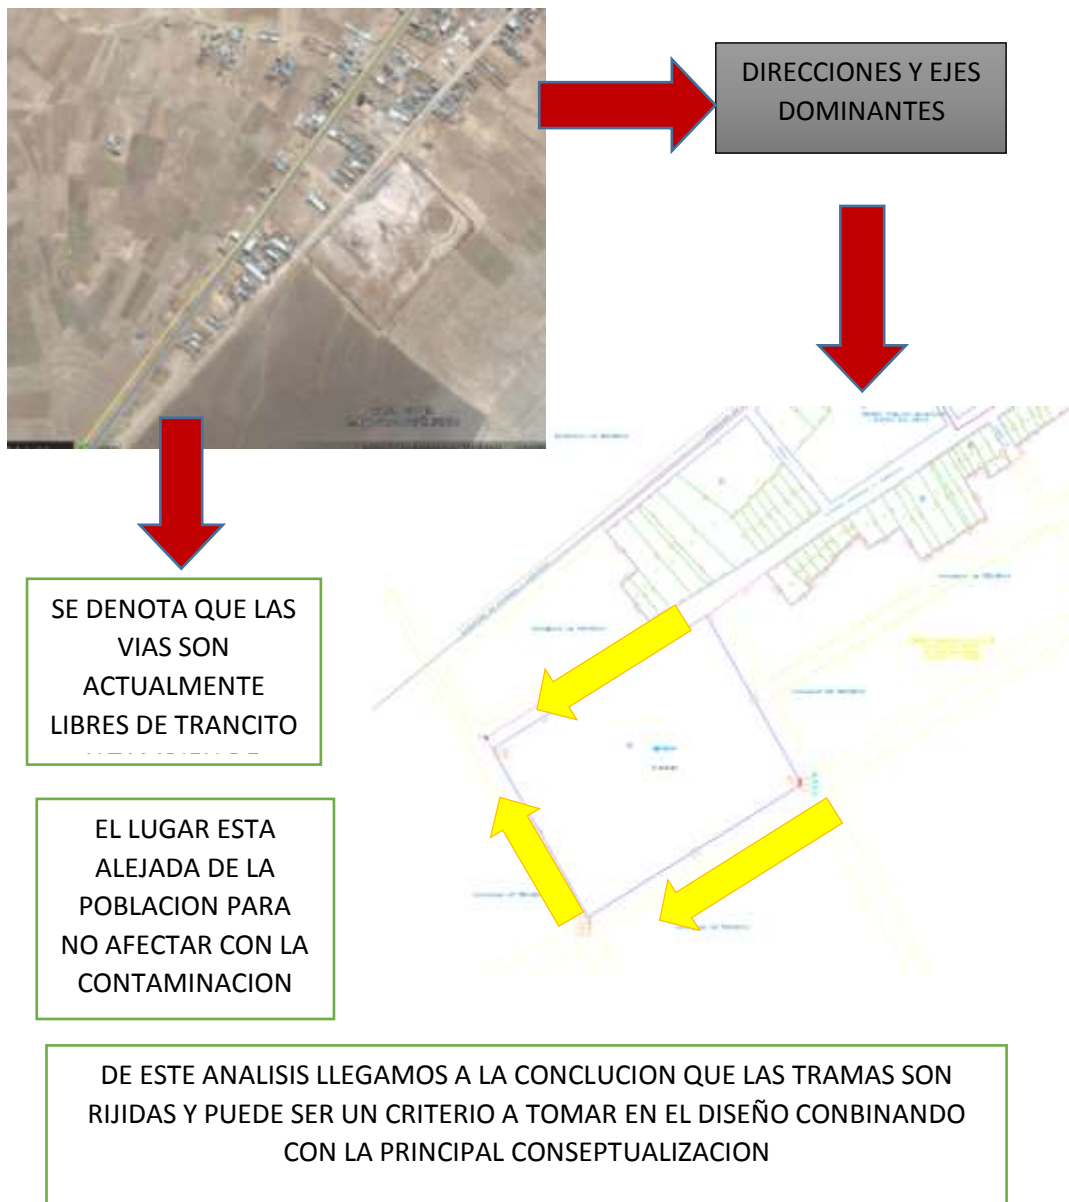 DIRECCIONES Y EJES
DOMINANTES
SE DENOTA QUE LAS
VIAS SON
ACTUALMENTE
LIBRES DE TRANCITO
EL LUGAR ESTA
ALEJADA DE LA
POBLACION PARA
NO AFECTAR CON LA
CONTAMINACION
DE ESTE ANALISIS LLEGAMOS A LA CONCLUCION QUE LAS TRAMAS SON
RIJIDAS Y PUEDE SER UN CRITERIO A TOMAR EN EL DISEÑO CONBINANDO
CON LA PRINCIPAL CONSEPTUALIZACION